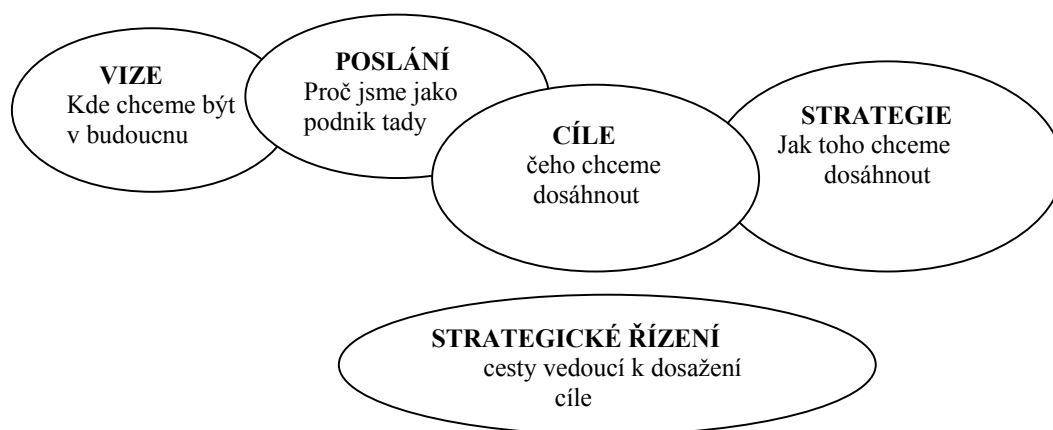 VIZE
Kde chceme být
v budoucnu
POSLÁNÍ
Proč jsme jako
podnik tady
CÍLE
čeho chceme
dosáhnout
STRATEGIE
Jak toho chceme
dosáhnout
STRATEGICKÉ ŘÍZENÍ
cesty vedoucí k dosažení
cíle